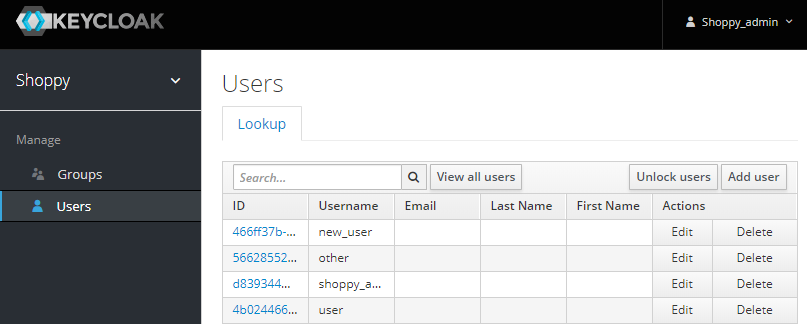 KEYCLOAK
Shoppy_admin
Shoppy
Manage
Groups
Users
Users
Lookup
Search... View all users Unlock users Add user
ID Username Email Last Name First Name Actions
466ff37b-... new_user Edit Delete
56628552... other Edit Delete
d839344... shoppy_a... Edit Delete
4b024466... user Edit Delete